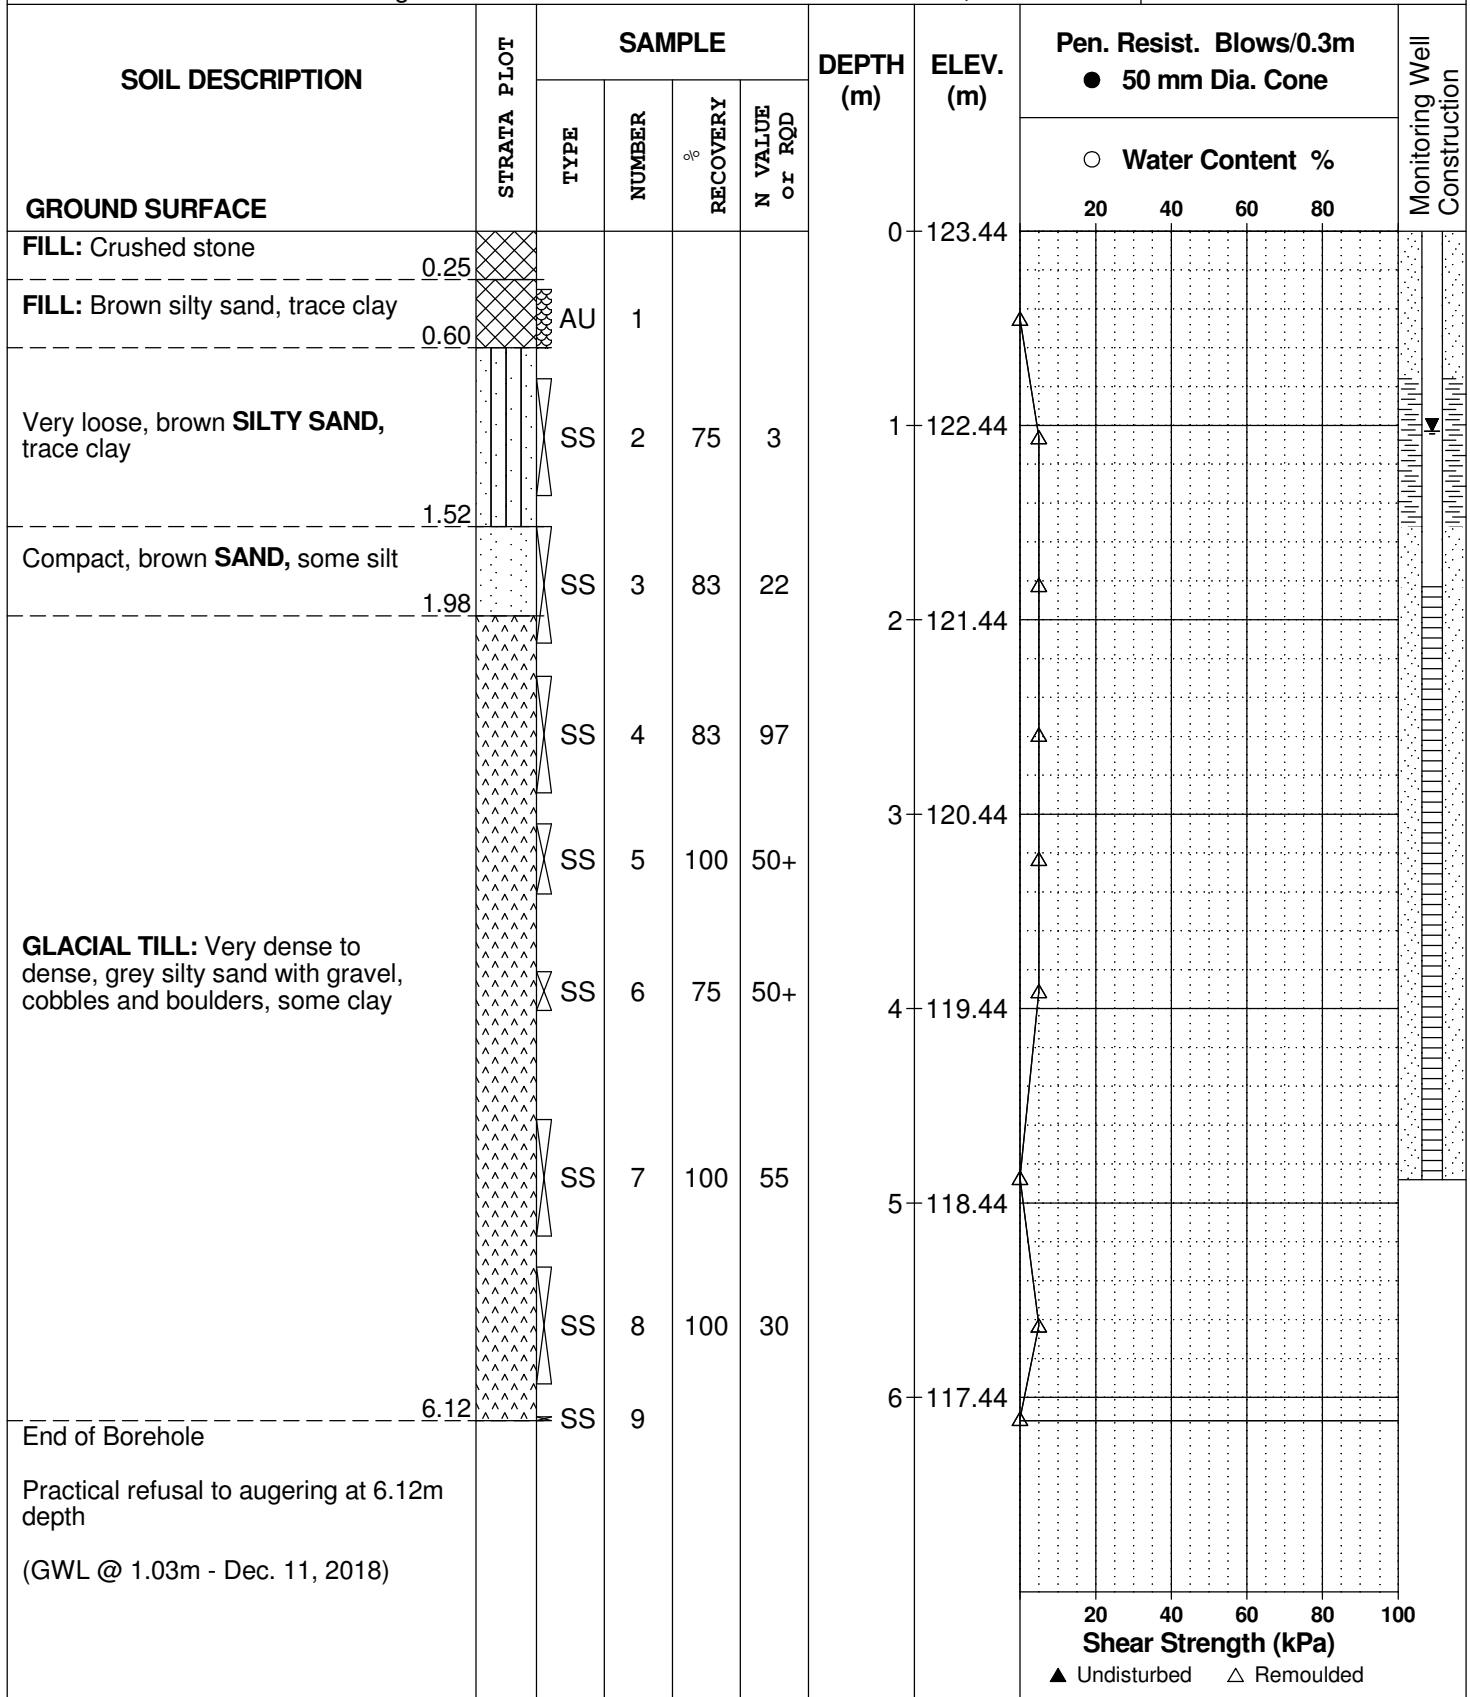 SOIL DESCRIPTION
GROUND SURFACE
STRATA PLOT
SAMPLE
TYPE
NUMBER
%
RECOVERY
N VALUE
or RQD
DEPTH
(m)
ELEV.
(m)
Pen. Resist. Blows/0.3m
● 50 mm Dia. Cone
○ Water Content %
20 40 60 80
Monitoring Well
Construction
0 123.44
FILL: Crushed stone
0.25
FILL: Brown silty sand, trace clay
0.60
AU 1
Very loose, brown SILTY SAND,
trace clay
1.52
SS 2 75 3
1 122.44
Compact, brown SAND, some silt
1.98
SS 3 83 22
2 121.44
SS 4 83 97
3 120.44
SS 5 100 50+
GLACIAL TILL: Very dense to
dense, grey silty sand with gravel,
cobbles and boulders, some clay
SS 6 75 50+
4 119.44
SS 7 100 55
5 118.44
SS 8 100 30
6 117.44
6.12
SS 9
End of Borehole
Practical refusal to augering at 6.12m
depth
(GWL @ 1.03m - Dec. 11, 2018)
20 40 60 80 100
Shear Strength (kPa)
▲ Undisturbed △ Remoulded